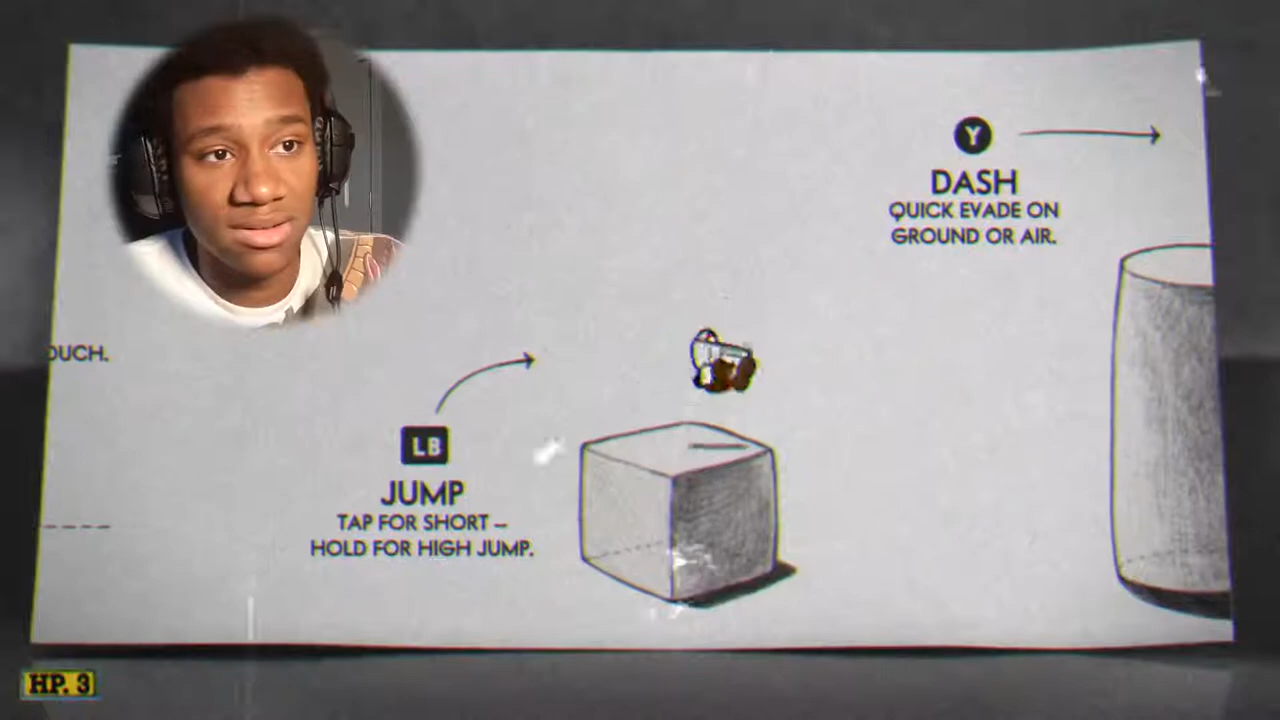 Y
DASH
QUICK EVADE ON
GROUND OR AIR.
OUCH.
LB
JUMP
TAP FOR SHORT –
HOLD FOR HIGH JUMP.
HP. 3